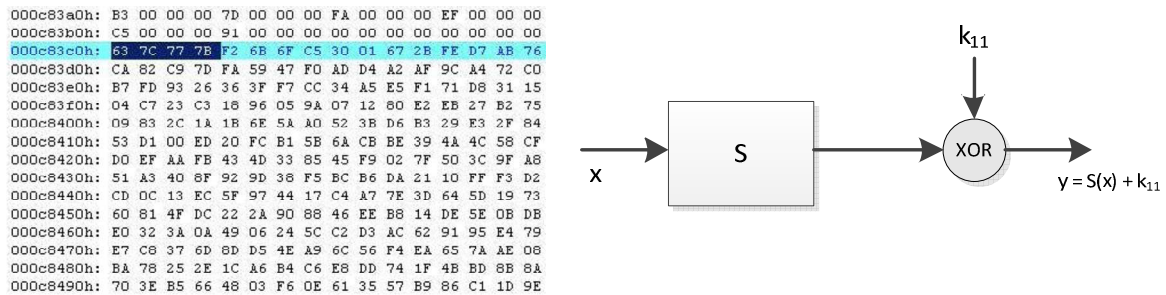 000c83a0h: B3 00 00 00 7D 00 00 00 FA 00 00 00 EF 00 00 00
000c83b0h: C5 00 00 00 91 00 00 00 00 00 00 00 00 00 00 00
000c83c0h: 63 7C 77 7B F2 6B 6F C5 30 01 67 2B FE D7 AB 76
000c83d0h: CA 82 C9 7D FA 59 47 F0 AD D4 A2 AF 9C A4 72 C0
000c83e0h: B7 FD 93 26 36 3F F7 CC 34 A5 E5 F1 71 D8 31 15
000c83f0h: 04 C7 23 C3 18 96 05 9A 07 12 80 E2 EB 27 B2 75
000c8400h: 09 83 2C 1A 1B 6E 5A A0 52 3B D6 B3 29 E3 2F 84
000c8410h: 53 D1 00 ED 20 FC B1 5B 6A CB BE 39 4A 4C 58 CF
000c8420h: D0 EF AA FB 43 4D 33 85 45 F9 02 7F 50 3C 9F A8
000c8430h: 51 A3 40 8F 92 9D 38 F5 BC B6 DA 21 10 FF F3 D2
000c8440h: CD 0C 13 EC 5F 97 44 17 C4 A7 7E 3D 64 5D 19 73
000c8450h: 60 81 4F DC 22 2A 90 88 46 EE B8 14 DE 5E 0B DB
000c8460h: E0 32 3A 0A 49 06 24 5C C2 D3 AC 62 91 95 E4 79
000c8470h: E7 C8 37 6D 8D D5 4E A9 6C 56 F4 EA 65 7A AE 08
000c8480h: BA 78 25 2E 1C A6 B4 C6 E8 DD 74 1F 4B BD 8B 8A
000c8490h: 70 3E B5 66 48 03 F6 0E 61 35 57 B9 86 C1 1D 9E
k11
x
S
XOR
y = S(x) + k11